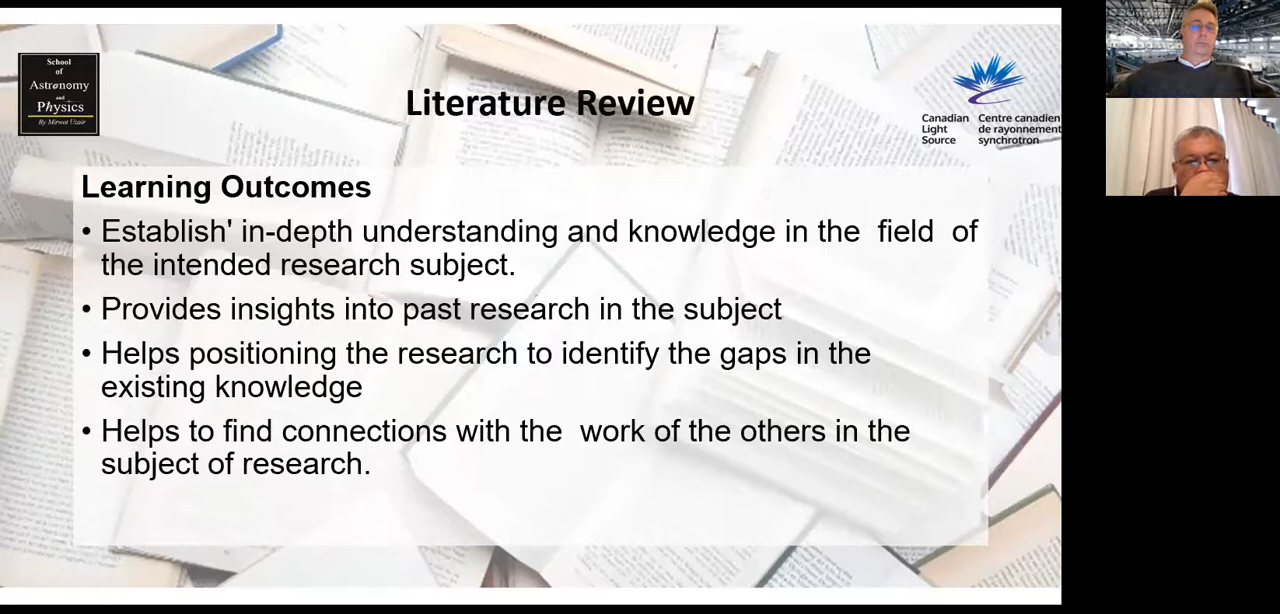 School
of
Astronomy
and
Physics
By Mirwat Uzair
Literature Review
Canadian Centre canadien
Light de rayonnement
Source synchrotron
Learning Outcomes
• Establish' in-depth understanding and knowledge in the field of
the intended research subject.
• Provides insights into past research in the subject
• Helps positioning the research to identify the gaps in the
existing knowledge
• Helps to find connections with the work of the others in the
subject of research.